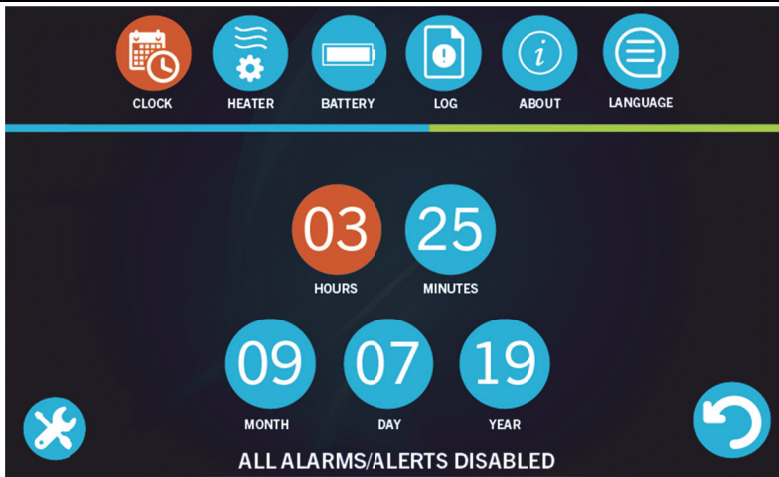 CLOCK HEATER BATTERY LOG ABOUT LANGUAGE
03 25
HOURS MINUTES
09 07 19
MONTH DAY YEAR
ALL ALARMS/ALERTS DISABLED